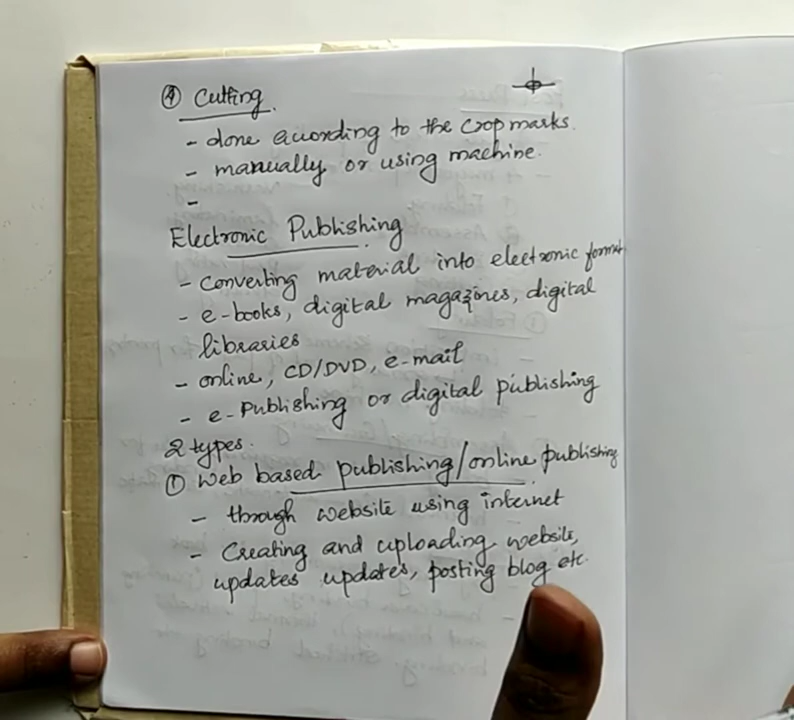 ④ Cutting.
- done acuording to the crop marks.
- manually or using machine.
-
Electronic Publishing.
- converting material into electronic format
- e-books, digital magazines, digital
libraries
- online, CD/DVD, e-mail
- e-Publishing or digital publishing
2 types.
① Web based publishing/online publishing.
- through website using internet
- Creating and uploading website,
updates updates, posting blog etc.